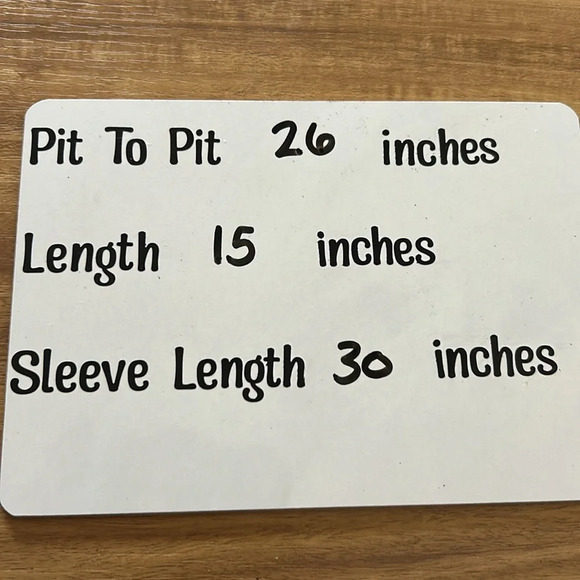 Pit To Pit 26 inches
Length 15 inches
Sleeve Length 30 inches